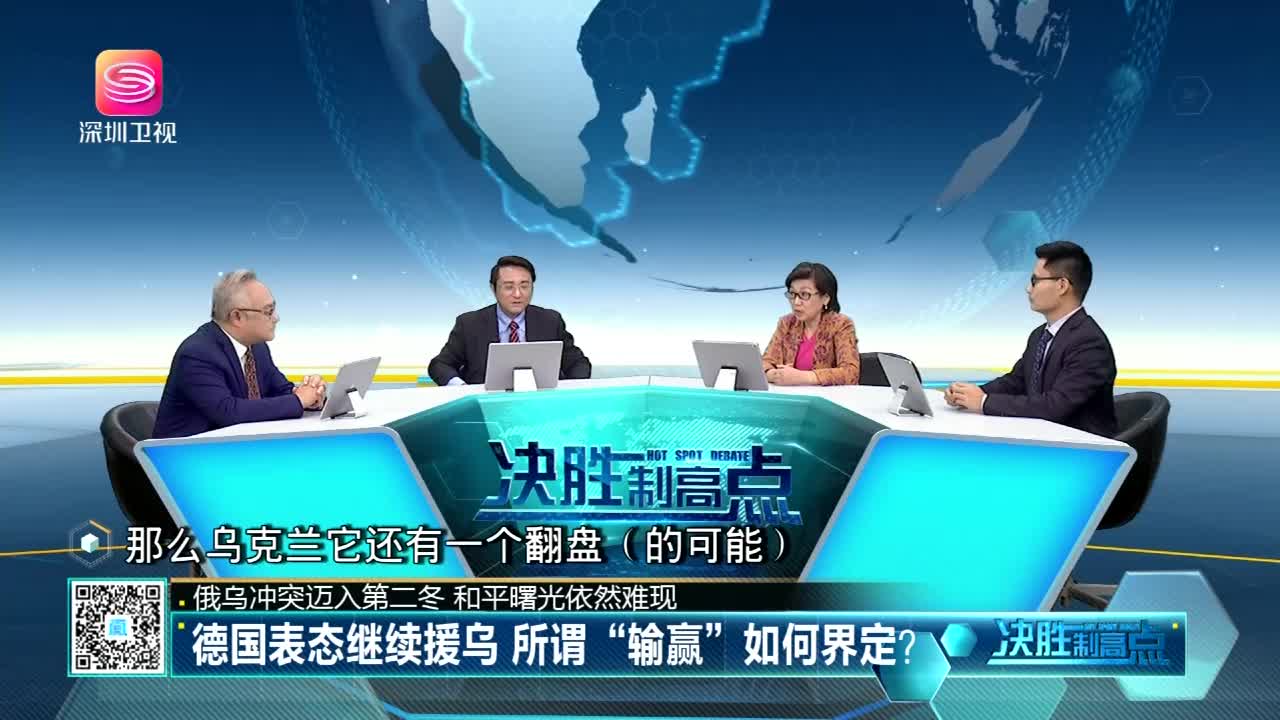 深圳卫视
决胜制高点
HOT SPOT DEBATE
那么乌克兰它还有一个翻盘（的可能）
俄乌冲突迈入第二冬 和平曙光依然难现
德国表态继续援乌 所谓“输赢”如何界定？
决胜制高点